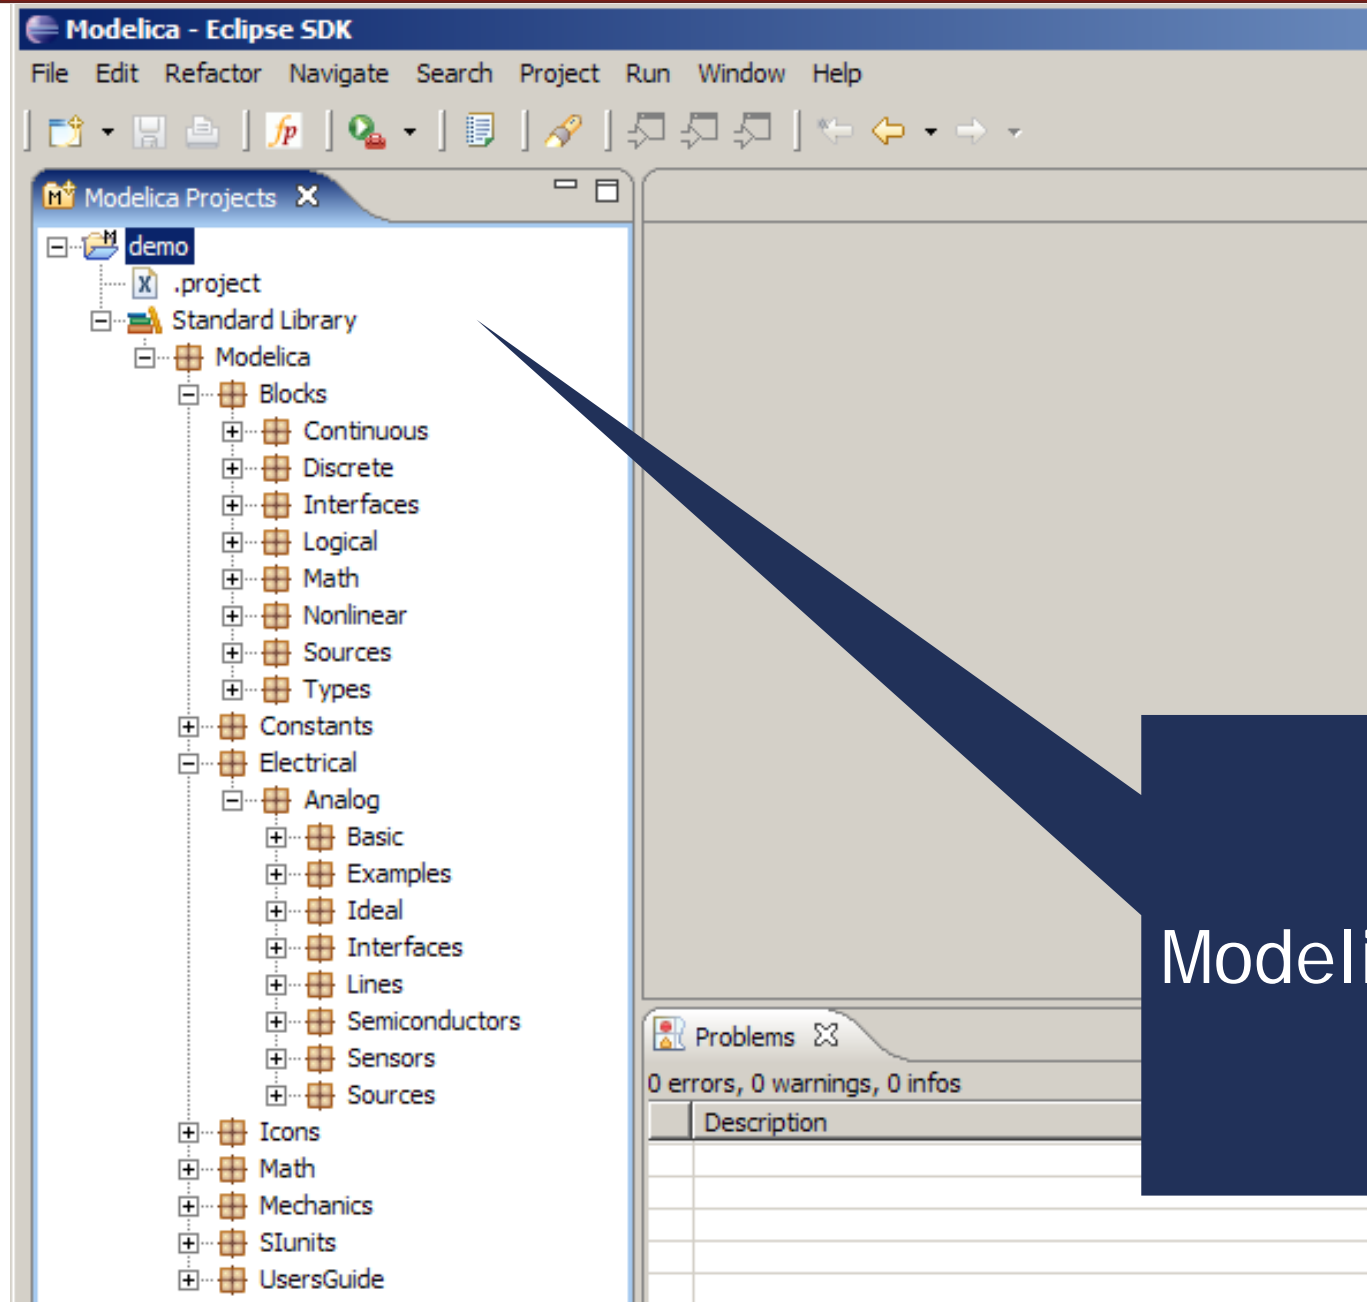 Modelica - Eclipse SDK
File Edit Refactor Navigate Search Project Run Window Help
Modelica Projects
demo
.project
Standard Library
Modelica
Blocks
Continuous
Discrete
Interfaces
Logical
Math
Nonlinear
Sources
Types
Constants
Electrical
Analog
Basic
Examples
Ideal
Interfaces
Lines
Semiconductors
Sensors
Sources
Icons
Math
Mechanics
SIunits
UsersGuide
Problems
0 errors, 0 warnings, 0 infos
Description